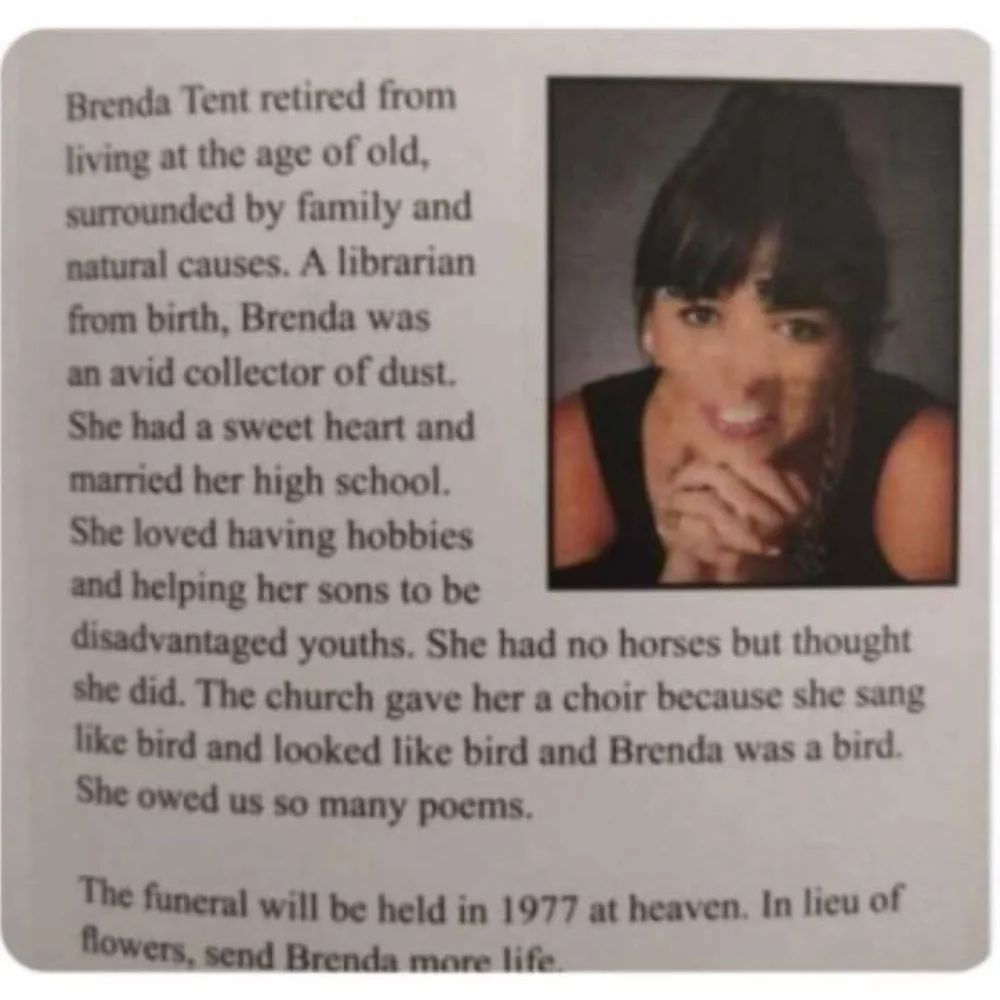 Brenda Tent retired from
living at the age of old,
surrounded by family and
natural causes. A librarian
from birth, Brenda was
an avid collector of dust.
She had a sweet heart and
married her high school.
She loved having hobbies
and helping her sons to be
disadvantaged youths. She had no horses but thought
she did. The church gave her a choir because she sang
like bird and looked like bird and Brenda was a bird.
She owed us so many poems.
The funeral will be held in 1977 at heaven. In lieu of
flowers, send Brenda more life.